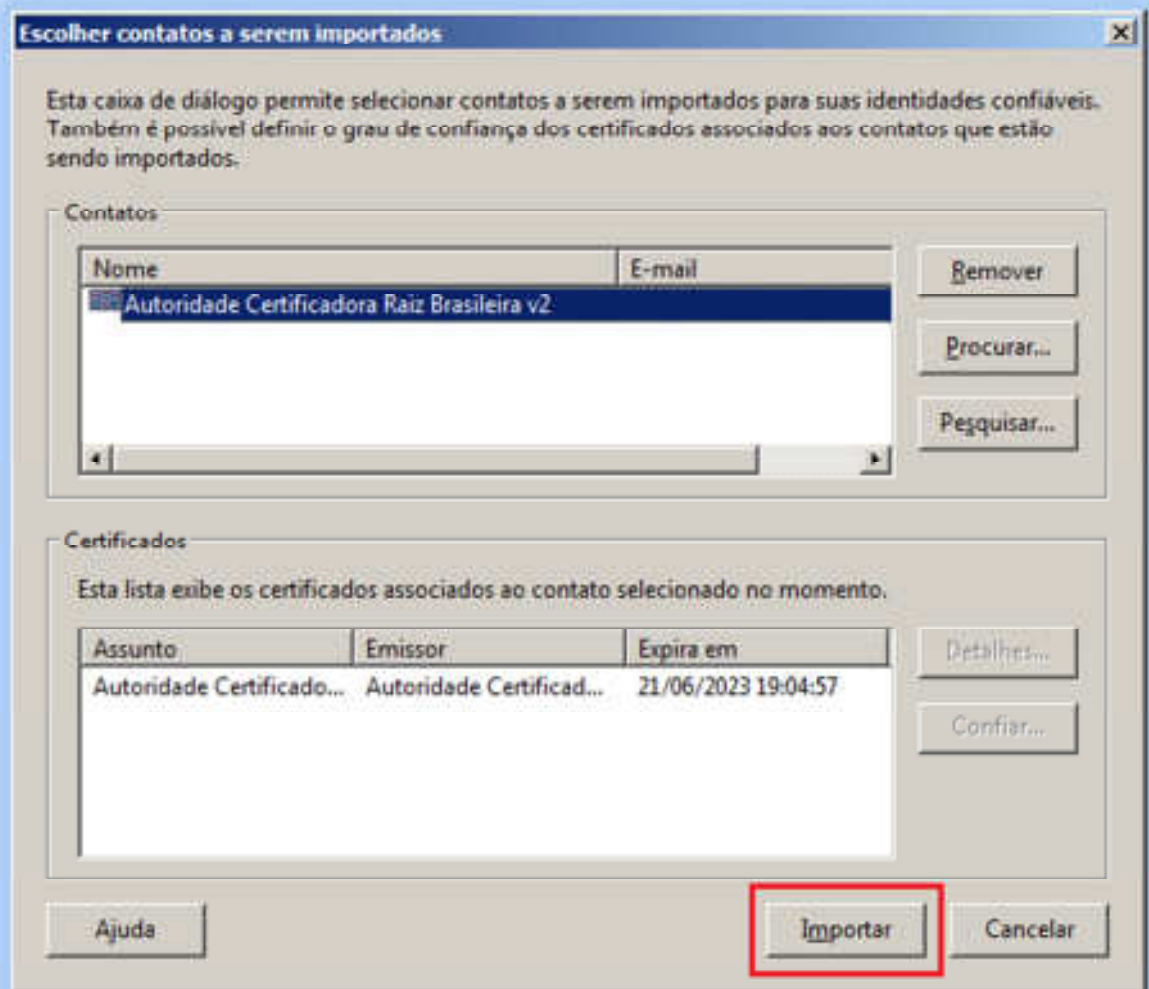 Escolher contatos a serem importados
Esta caixa de diálogo permite selecionar contatos a serem importados para suas identidades confiáveis.
Também é possível definir o grau de confiança dos certificados associados aos contatos que estão
sendo importados.
Contatos
Nome E-mail
Autoridade Certificadora Raiz Brasileira v2
Remover
Procurar...
Pesquisar...
Certificados
Esta lista exibe os certificados associados ao contato selecionado no momento.
Assunto Emissor Expira em
Autoridade Certificado... Autoridade Certificad... 21/06/2023 19:04:57
Detalhes...
Confiar...
Ajuda Importar Cancelar